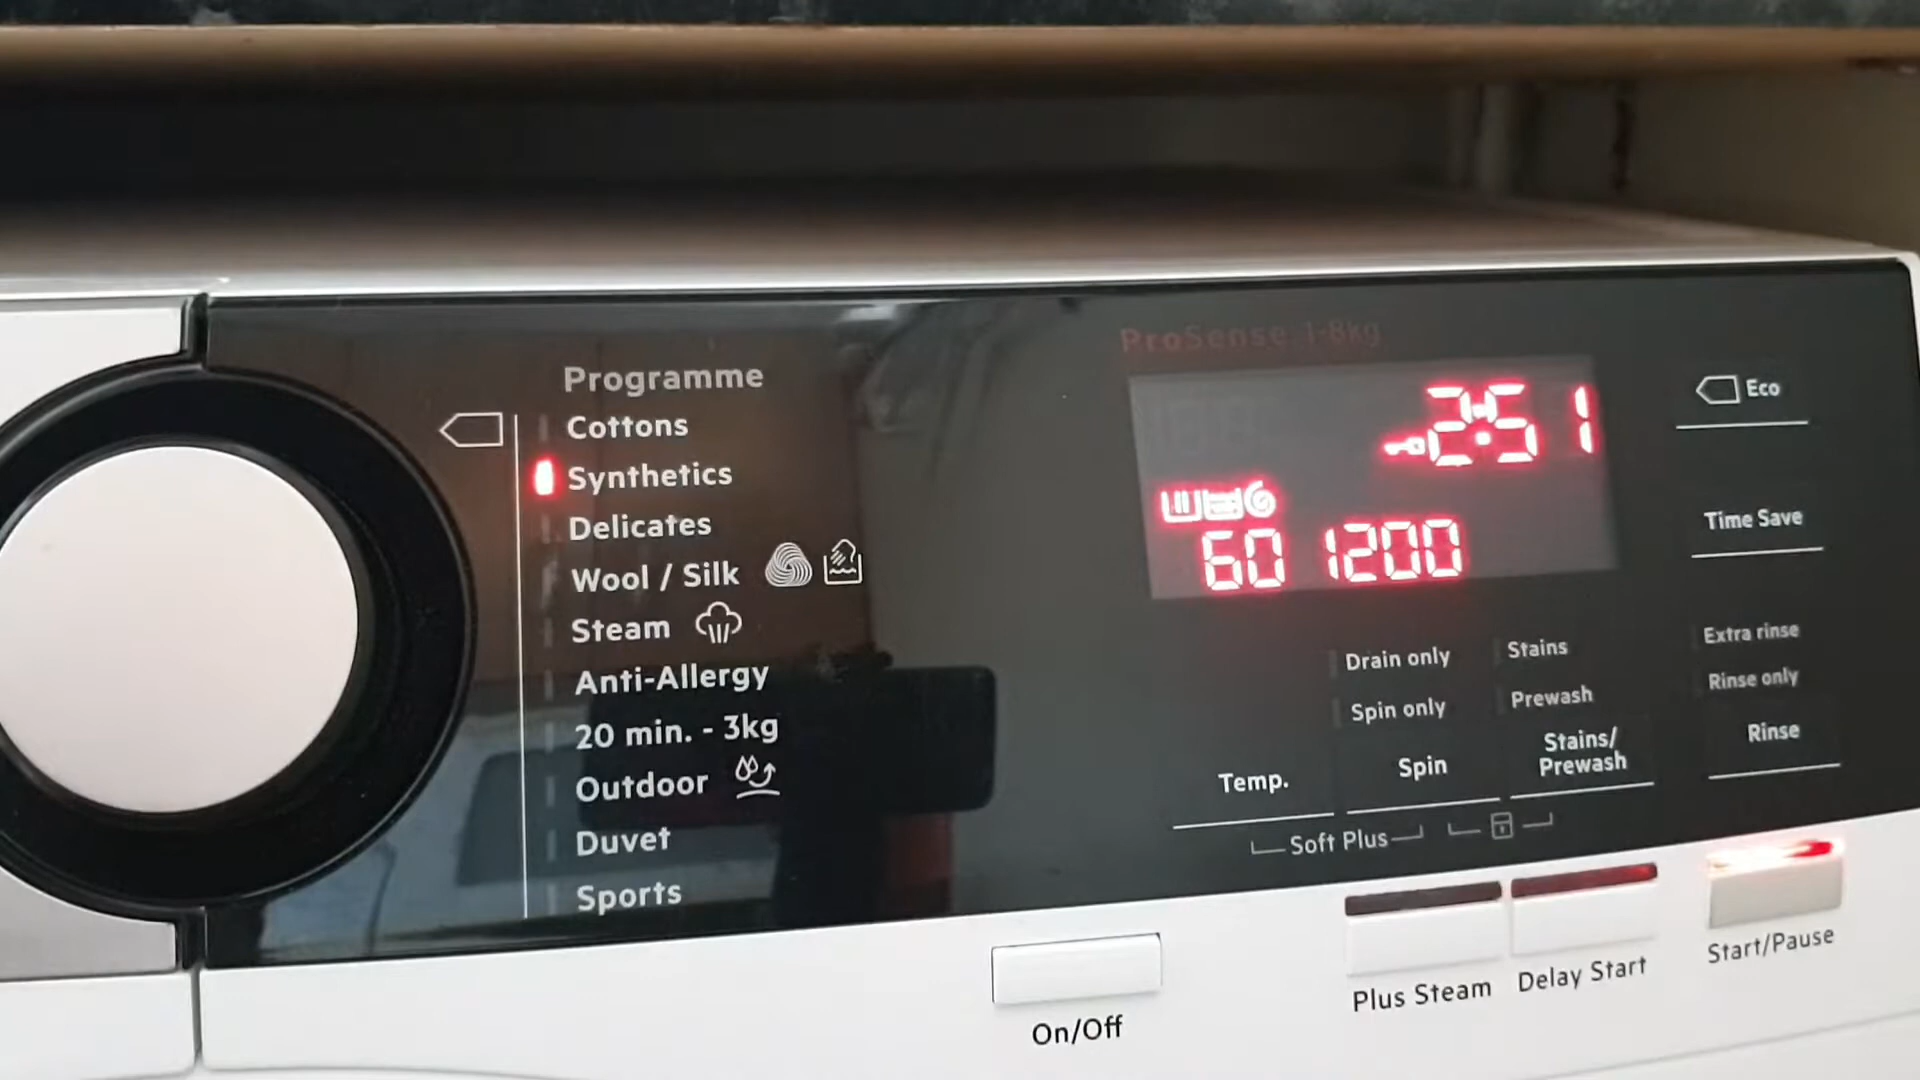 ProSense 1-8kg
Programme
Cottons
Synthetics
Delicates
Wool / Silk
Steam
Anti-Allergy
20 min. - 3kg
Outdoor
Duvet
Sports
2:51
60 1200
Eco
Time Save
Drain only
Spin only
Stains
Prewash
Extra rinse
Rinse only
Temp.
Spin
Stains/
Prewash
Rinse
Soft Plus
On/Off
Plus Steam
Delay Start
Start/Pause